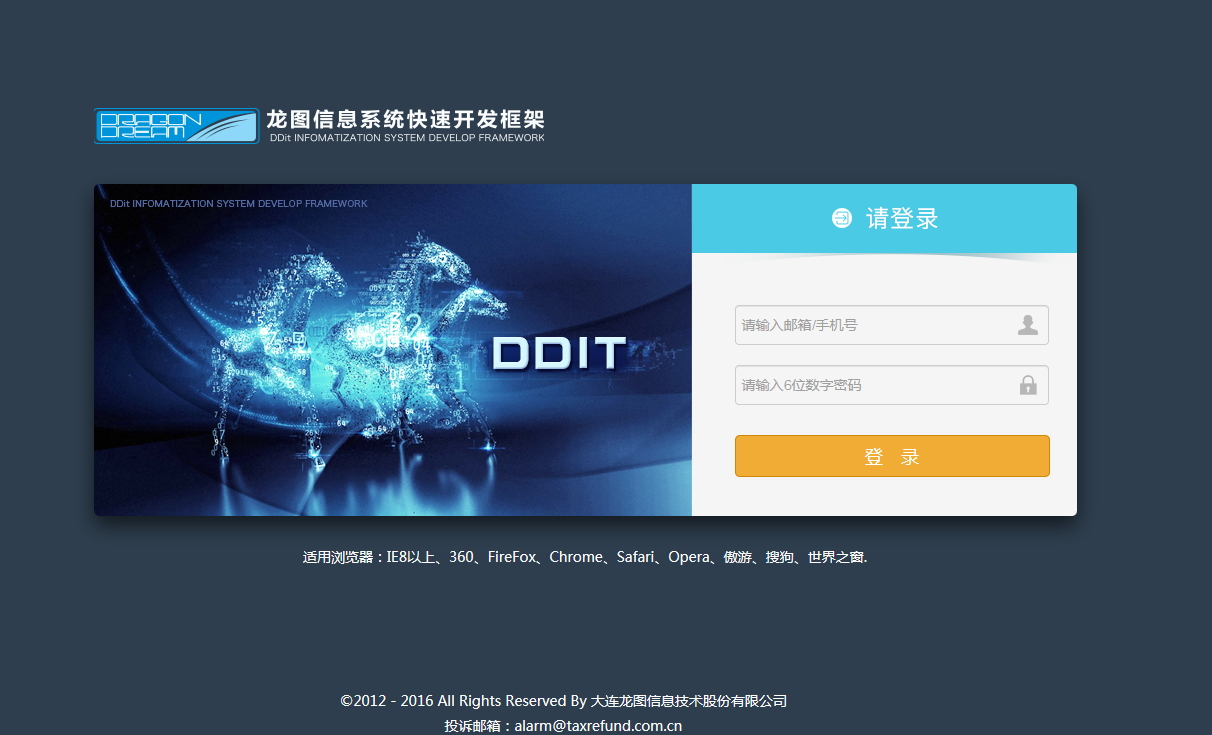 DRAGON
DREAM
龙图信息系统快速开发框架
DDit INFOMATIZATION SYSTEM DEVELOP FRAMEWORK
DDit INFOMATIZATION SYSTEM DEVELOP FRAMEWORK
DDIT
请登录
请输入邮箱/手机号
请输入6位数字密码
登 录
适用浏览器：IE8以上、360、FireFox、Chrome、Safari、Opera、傲游、搜狗、世界之窗.
©2012 - 2016 All Rights Reserved By 大连龙图信息技术股份有限公司
投诉邮箱：alarm@taxrefund.com.cn